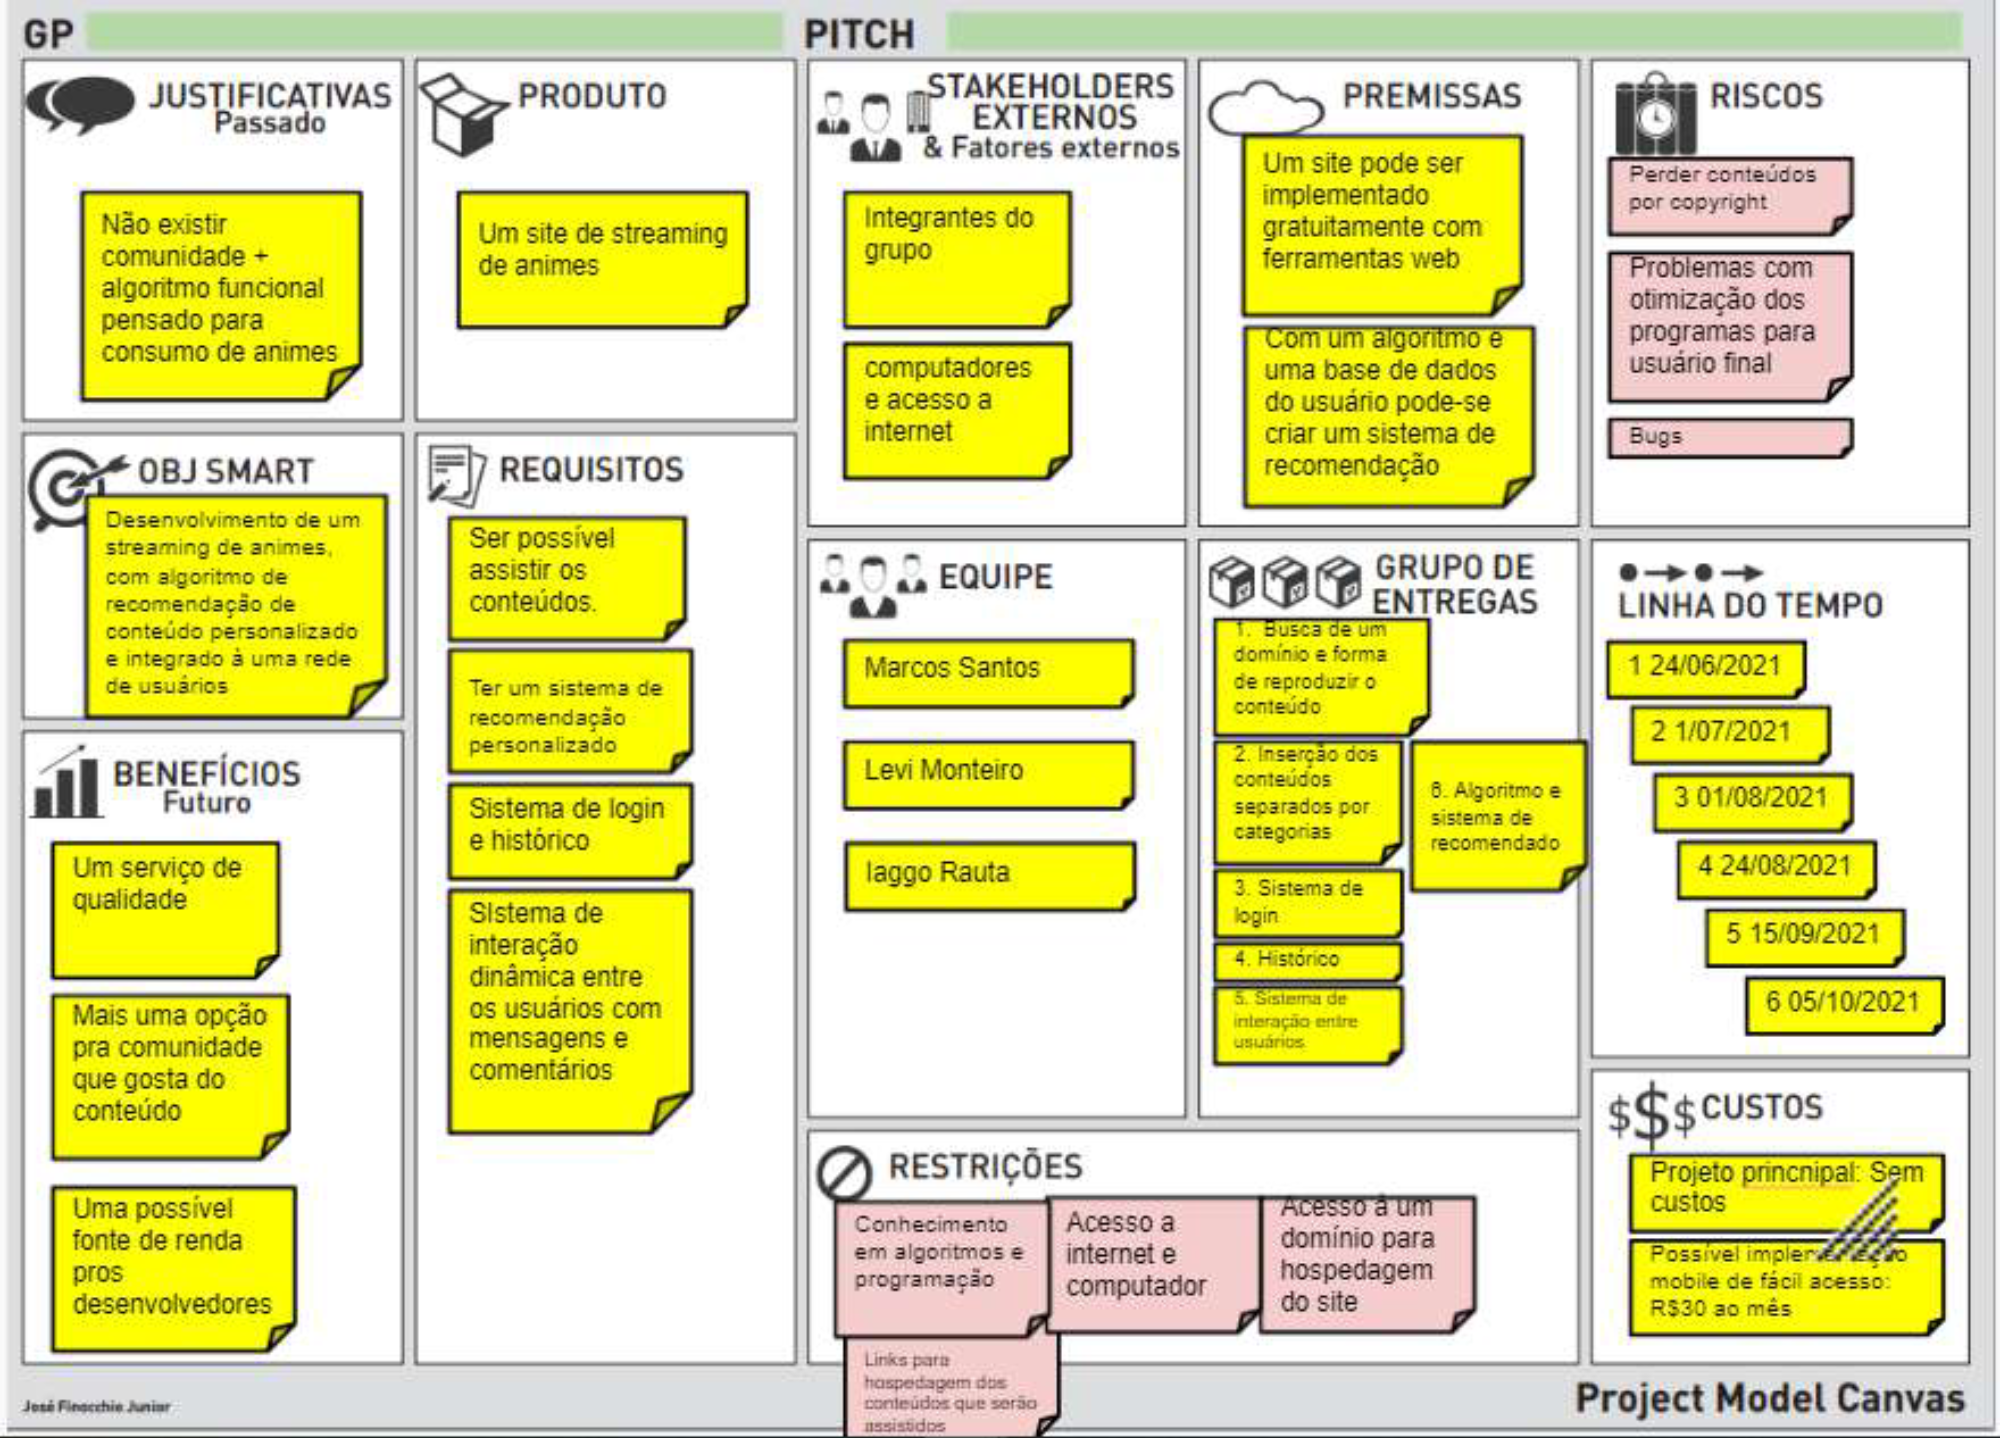 GP
PITCH
JUSTIFICATIVAS
Passado
Não existir
comunidade +
algoritmo funcional
pensado para
consumo de animes
PRODUTO
Um site de streaming
de animes
STAKEHOLDERS
EXTERNOS
& Fatores externos
Integrantes do
grupo
computadores
e acesso a
internet
PREMISSAS
Um site pode ser
implementado
gratuitamente com
ferramentas web
Com um algoritmo e
uma base de dados
do usuário pode-se
criar um sistema de
recomendação
RISCOS
Perder conteúdos
por copyright
Problemas com
otimização dos
programas para
usuário final
Bugs
OBJ SMART
Desenvolvimento de um
streaming de animes,
com algoritmo de
recomendação de
conteúdo personalizado
e integrado à uma rede
de usuários
REQUISITOS
Ser possível
assistir os
conteúdos.
Ter um sistema de
recomendação
personalizado
Sistema de login
e histórico
SIstema de
interação
dinâmica entre
os usuários com
mensagens e
comentários
EQUIPE
Marcos Santos
Levi Monteiro
Iaggo Rauta
GRUPO DE
ENTREGAS
1. Busca de um
domínio e forma
de reproduzir o
conteúdo
2. Inserção dos
conteúdos
separados por
categorias
3. Sistema de
login
4. Histórico
5. Sistema de
interação entre
usuários
6. Algoritmo e
sistema de
recomendado
LINHA DO TEMPO
1 24/06/2021
2 1/07/2021
3 01/08/2021
4 24/08/2021
5 15/09/2021
6 05/10/2021
BENEFÍCIOS
Futuro
Um serviço de
qualidade
Mais uma opção
pra comunidade
que gosta do
conteúdo
Uma possível
fonte de renda
pros
desenvolvedores
RESTRIÇÕES
Conhecimento
em algoritmos e
programação
Acesso a
internet e
computador
Acesso à um
domínio para
hospedagem
do site
Links para
hospedagem dos
conteúdos que serão
assistidos
$$$ CUSTOS
Projeto princnipal: Sem
custos
Possível
mobile de fácil acesso:
R$30 ao mês
José Finocchio Junior
Project Model Canvas